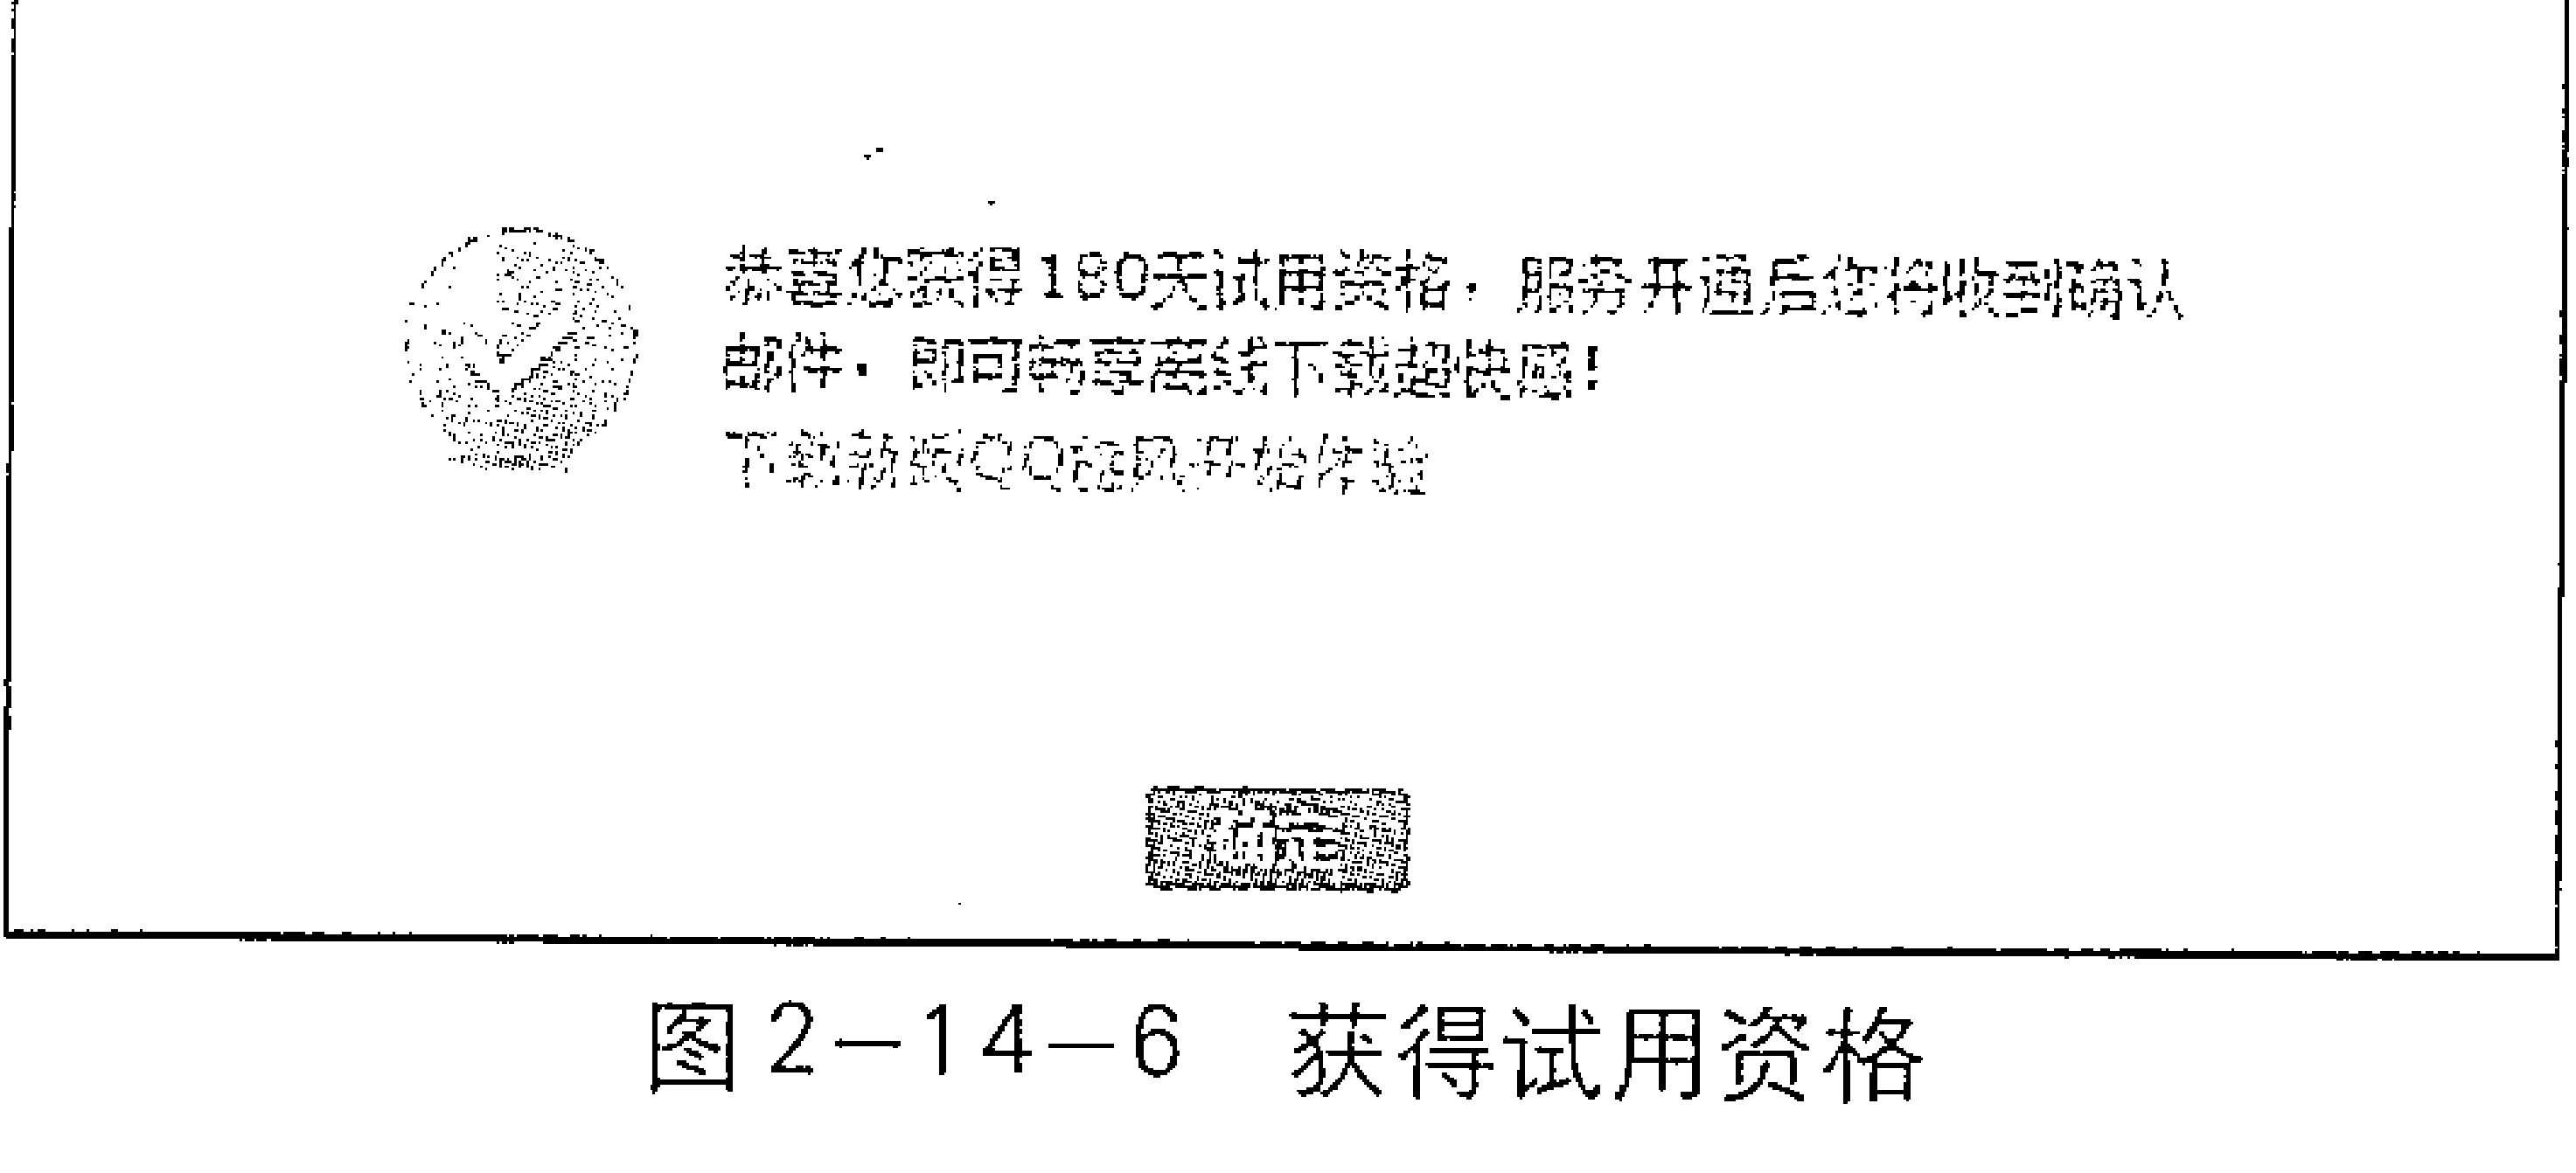 恭喜您获得180天试用资格，服务开通后您将收到确认
邮件，即可畅享离线下载超快感！
下载新版QQ旋风开始体验
确定
图2-14-6 获得试用资格